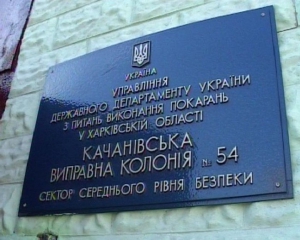 УКРАЇНА
УПРАВЛІННЯ
ДЕРЖАВНОГО ДЕПАРТАМЕНТУ УКРАЇНИ
З ПИТАНЬ ВИКОНАННЯ ПОКАРАНЬ
У ХАРКІВСЬКІЙ ОБЛАСТІ
КАЧАНІВСЬКА
ВИПРАВНА КОЛОНІЯ № 54
СЕКТОР СЕРЕДНЬОГО РІВНЯ БЕЗПЕКИ